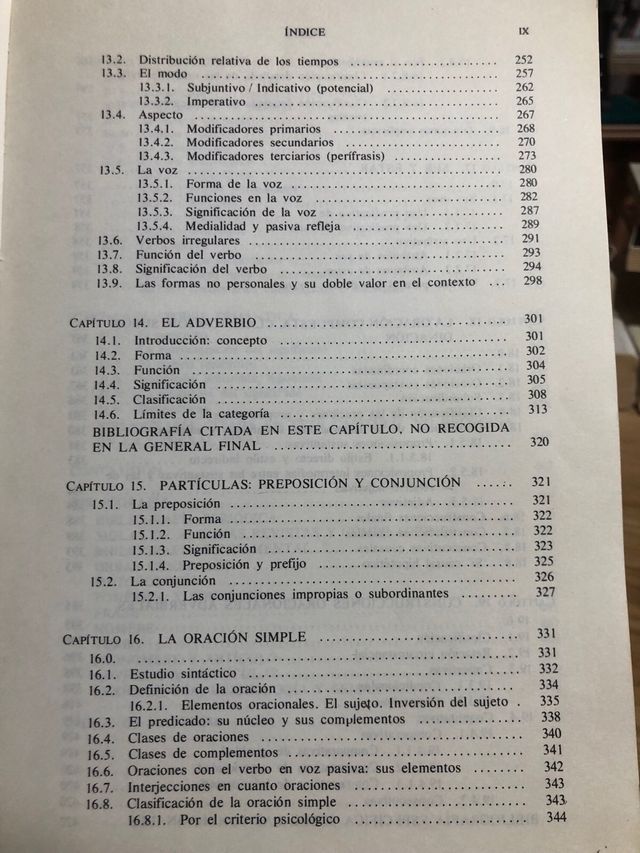 ÍNDICE IX
13.2. Distribución relativa de los tiempos ........................ 252
13.3. El modo ................................................ 257
13.3.1. Subjuntivo / Indicativo (potencial) .................... 262
13.3.2. Imperativo ........................................ 265
13.4. Aspecto ................................................ 267
13.4.1. Modificadores primarios ............................ 268
13.4.2. Modificadores secundarios .......................... 270
13.4.3. Modificadores terciarios (perífrasis) .................. 273
13.5. La voz ................................................ 280
13.5.1. Forma de la voz .................................. 280
13.5.2. Funciones en la voz ................................ 282
13.5.3. Significación de la voz .............................. 287
13.5.4. Medialidad y pasiva refleja .......................... 289
13.6. Verbos irregulares ........................................ 291
13.7. Función del verbo ........................................ 293
13.8. Significación del verbo .................................... 294
13.9. Las formas no personales y su doble valor en el contexto ... 298
CAPÍTULO 14. EL ADVERBIO .................................... 301
14.1. Introducción: concepto .................................... 301
14.2. Forma .................................................. 302
14.3. Función ................................................ 304
14.4. Significación ............................................ 305
14.5. Clasificación ............................................ 308
14.6. Límites de la categoría .................................... 313
BIBLIOGRAFÍA CITADA EN ESTE CAPÍTULO, NO RECOGIDA
EN LA GENERAL FINAL ...................................... 320
CAPÍTULO 15. PARTÍCULAS: PREPOSICIÓN Y CONJUNCIÓN ...... 321
15.1. La preposición .......................................... 321
15.1.1. Forma ............................................ 322
15.1.2. Función .......................................... 322
15.1.3. Significación ...................................... 323
15.1.4. Preposición y prefijo ................................ 325
15.2. La conjunción .......................................... 326
15.2.1. Las conjunciones impropias o subordinantes ............ 327
CAPÍTULO 16. LA ORACIÓN SIMPLE .............................. 331
16.0. ...................................................... 331
16.1. Estudio sintáctico ........................................ 332
16.2. Definición de la oración .................................. 334
16.2.1. Elementos oracionales. El sujeto. Inversión del sujeto . 335
16.3. El predicado: su núcleo y sus complementos ................ 338
16.4. Clases de oraciones ...................................... 340
16.5. Clases de complementos .................................. 341
16.6. Oraciones con el verbo en voz pasiva: sus elementos ........ 342
16.7. Interjecciones en cuanto oraciones .......................... 343
16.8. Clasificación de la oración simple .......................... 343
16.8.1. Por el criterio psicológico ............................ 344